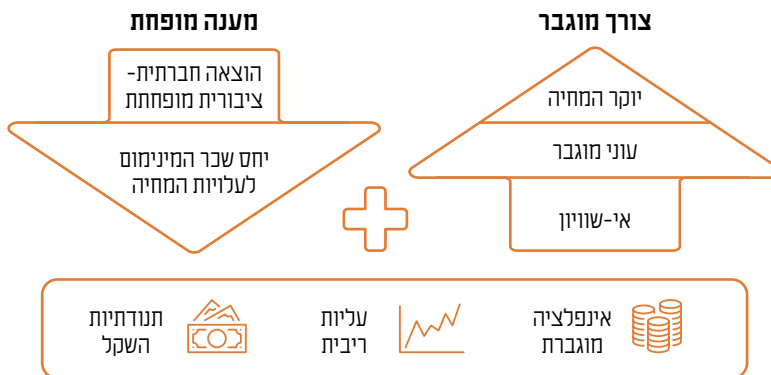 צורך מוגבר
יוקר המחיה
עוני מוגבר
אי-שוויון
מענה מופחת
הוצאה חברתית-
ציבורית מופחתת
יחס שכר המינימום
לעלויות המחיה
אינפלציה
מוגברת
עליות
ריבית
תנודתיות
השקל